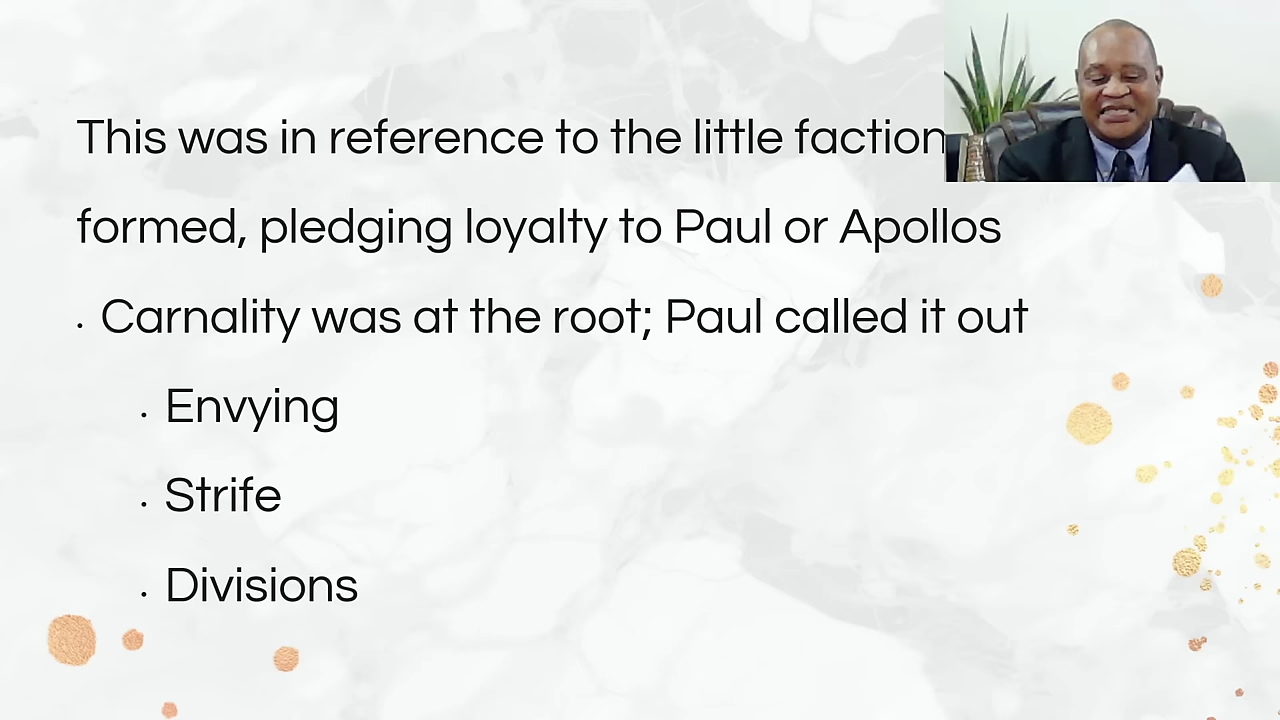 This was in reference to the little faction
formed, pledging loyalty to Paul or Apollos
· Carnality was at the root; Paul called it out
· Envying
· Strife
· Divisions